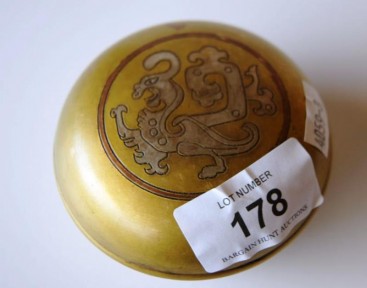 LOT NUMBER
178
BARGAIN HUNT AUCTIONS